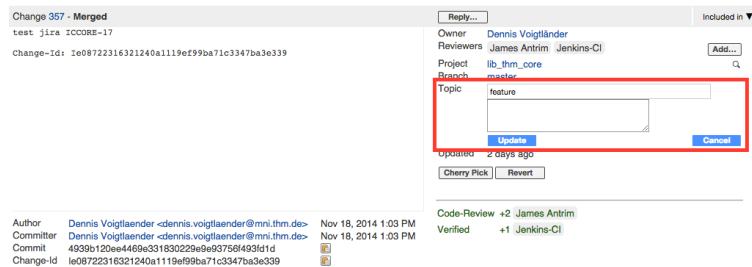 Change 357 - Merged
Reply...
Included in ▼
test jira ICCORE-17
Change-Id: Ie08722316321240a1119ef99ba71c3347ba3e339
Owner Dennis Voigtländer
Reviewers James Antrim Jenkins-CI
Add...
Project lib_thm_core
Branch master
Topic feature
Update
Cancel
Updated 2 days ago
Cherry Pick
Revert
Code-Review +2 James Antrim
Verified +1 Jenkins-CI
Author Dennis Voigtlaender <dennis.voigtlaender@mni.thm.de> Nov 18, 2014 1:03 PM
Committer Dennis Voigtlaender <dennis.voigtlaender@mni.thm.de> Nov 18, 2014 1:03 PM
Commit 4939b120ee4469e331830229e9e93756f493fd1d
Change-Id Ie08722316321240a1119ef99ba71c3347ba3e339